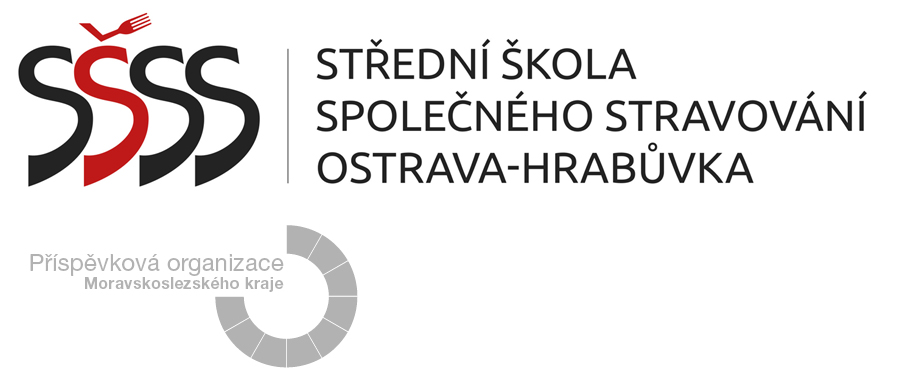 SŠSS
STŘEDNÍ ŠKOLA
SPOLEČNÉHO STRAVOVÁNÍ
OSTRAVA-HRABŮVKA
Příspěvková organizace
Moravskoslezského kraje